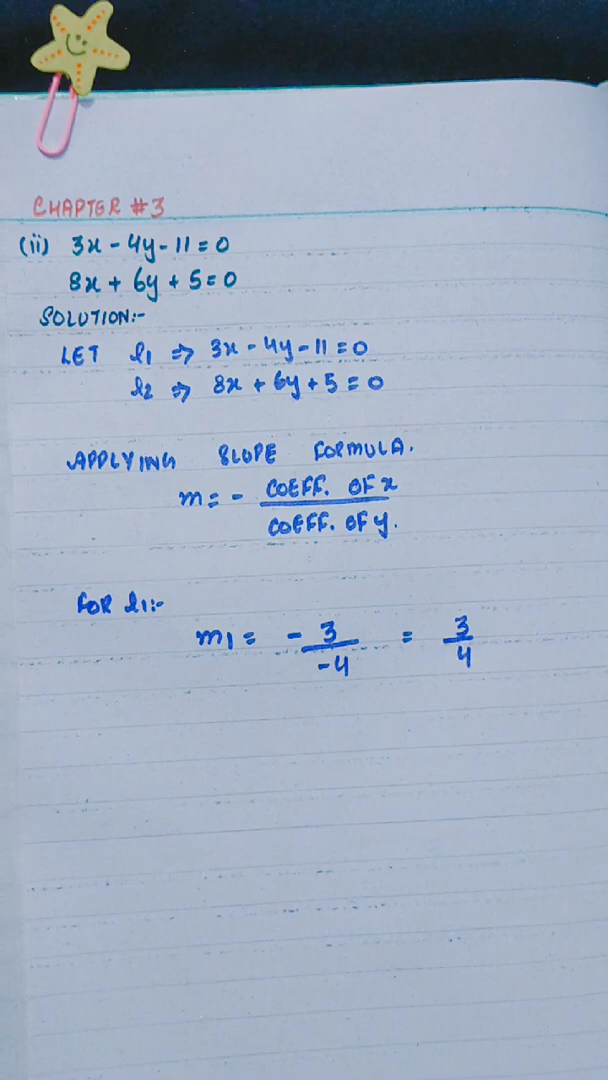 CHAPTER #3
(ii) 3x - 4y - 11 = 0
8x + 6y + 5 = 0
SOLUTION:-
LET l1 ⇒ 3x - 4y - 11 = 0
l2 ⇒ 8x + 6y + 5 = 0
APPLYING SLOPE FORMULA.
m = - COEFF. OF x
COEFF. OF y.
FOR l1:-
m1 = - 3 = 3
-4 4